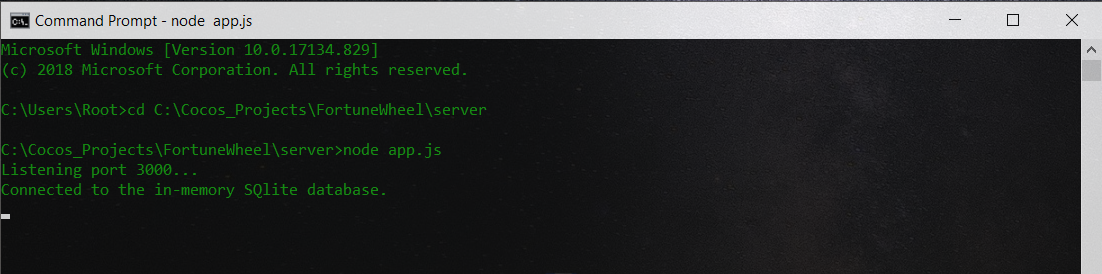 Command Prompt - node  app.js
Microsoft Windows [Version 10.0.17134.829]
(c) 2018 Microsoft Corporation. All rights reserved.
C:\Users\Root>cd C:\Cocos_Projects\FortuneWheel\server
C:\Cocos_Projects\FortuneWheel\server>node app.js
Listening port 3000...
Connected to the in-memory SQlite database.